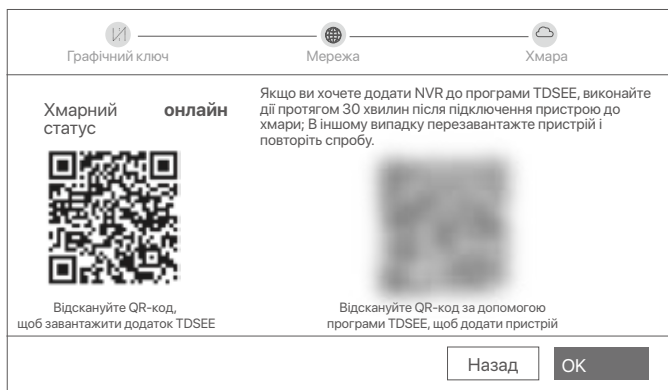 Графічний ключ
Мережа
Хмара
Хмарний статус
онлайн
Якщо ви хочете додати NVR до програми TDSEE, виконайте
дії протягом 30 хвилин після підключення пристрою до
хмари; В іншому випадку перезавантажте пристрій і
повторіть спробу.
Відскануйте QR-код,
щоб завантажити додаток TDSEE
Відскануйте QR-код за допомогою
програми TDSEE, щоб додати пристрій
Назад
OK